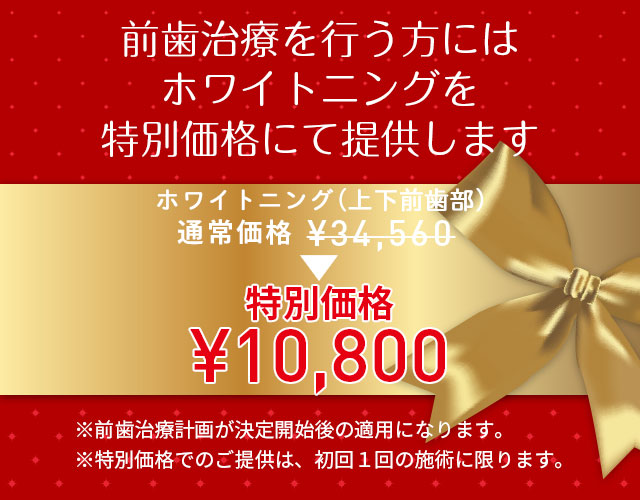 前歯治療を行う方には
ホワイトニングを
特別価格にて提供します
ホワイトニング(上下前歯部)
通常価格 ¥34,560
特別価格
¥10,800
※前歯治療計画が決定開始後の適用になります。
※特別価格でのご提供は、初回１回の施術に限ります。